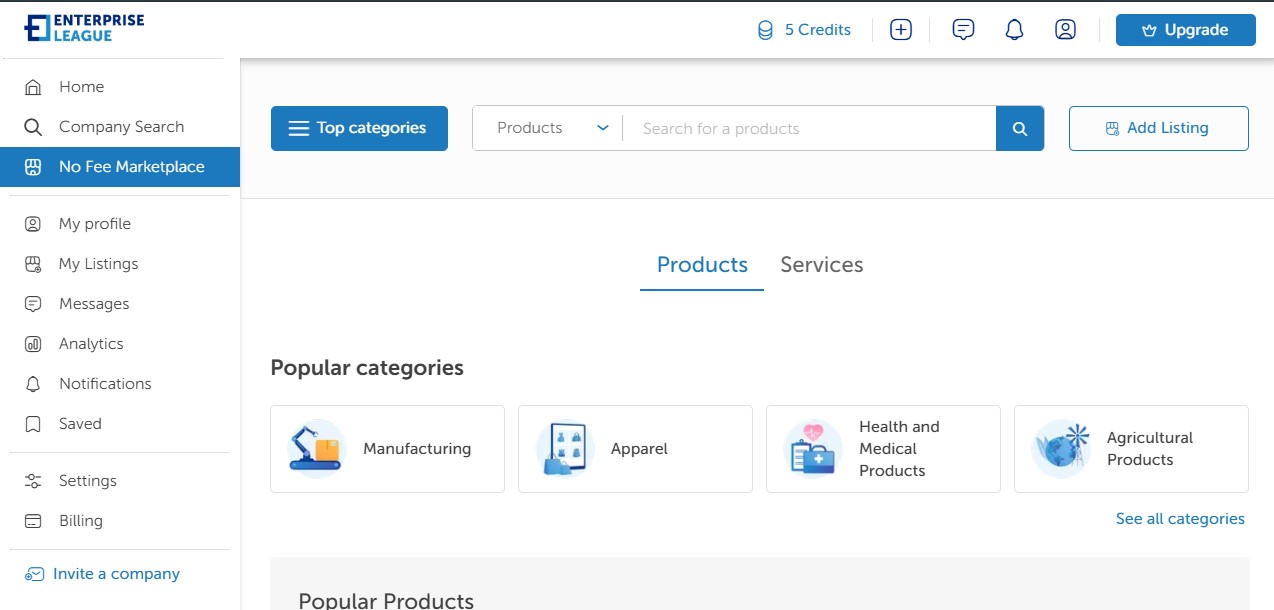 ENTERPRISE
LEAGUE
5 Credits
Upgrade
Home
Company Search
No Fee Marketplace
My profile
My Listings
Messages
Analytics
Notifications
Saved
Settings
Billing
Invite a company
Top categories
Products
Search for a products
Add Listing
Products
Services
Popular categories
Manufacturing
Apparel
Health and
Medical
Products
Agricultural
Products
See all categories
Popular Products